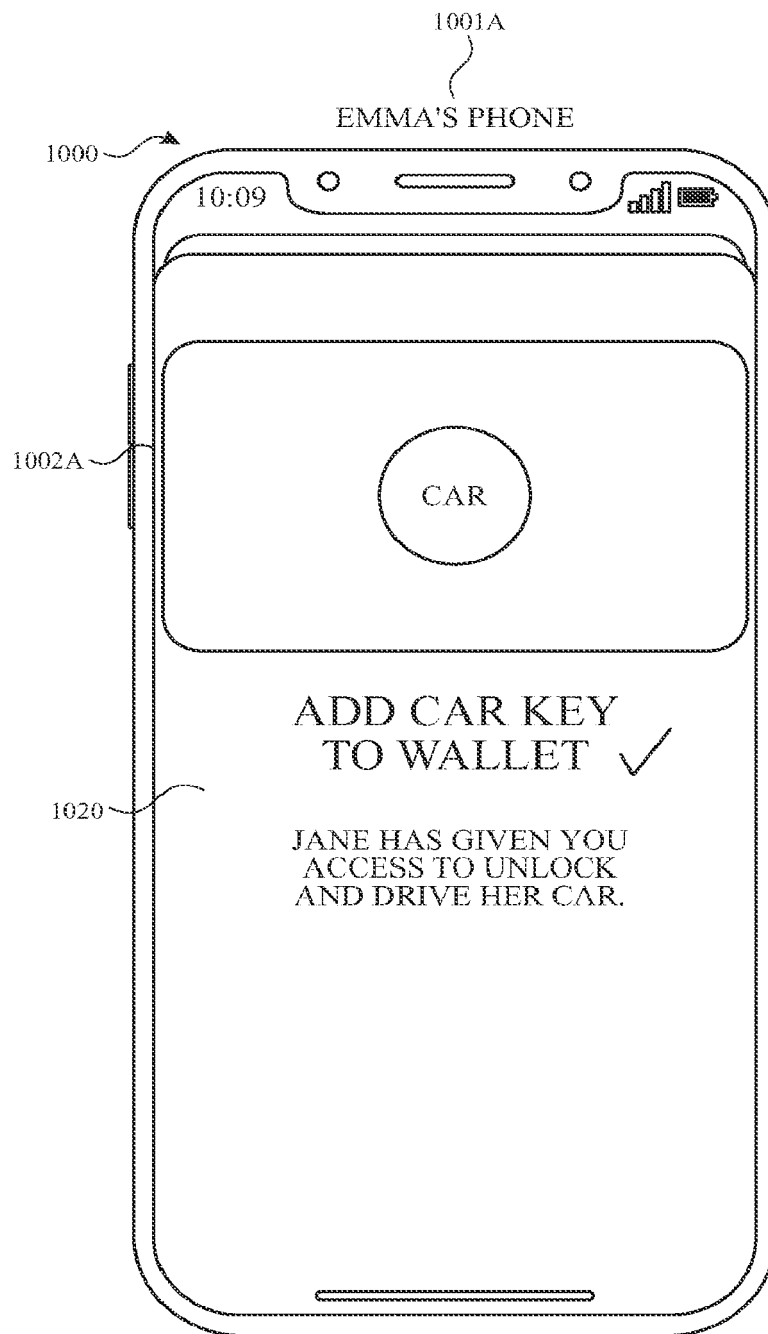 1001A
EMMA'S PHONE
1000
10:09
1002A
CAR
ADD CAR KEY
TO WALLET
1020
JANE HAS GIVEN YOU
ACCESS TO UNLOCK
AND DRIVE HER CAR.